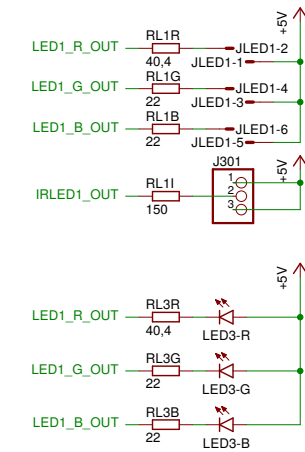 +5V
RL1R
LED1_R_OUT
JLED1-2
40,4
JLED1-1
RL1G
LED1_G_OUT
JLED1-4
22
JLED1-3
RL1B
LED1_B_OUT
JLED1-6
22
JLED1-5
J301
+5V
RL1I
1
IRLED1_OUT
2
150
3
+5V
RL3R
LED1_R_OUT
40,4
LED3-R
RL3G
LED1_G_OUT
22
LED3-G
RL3B
LED1_B_OUT
22
LED3-B